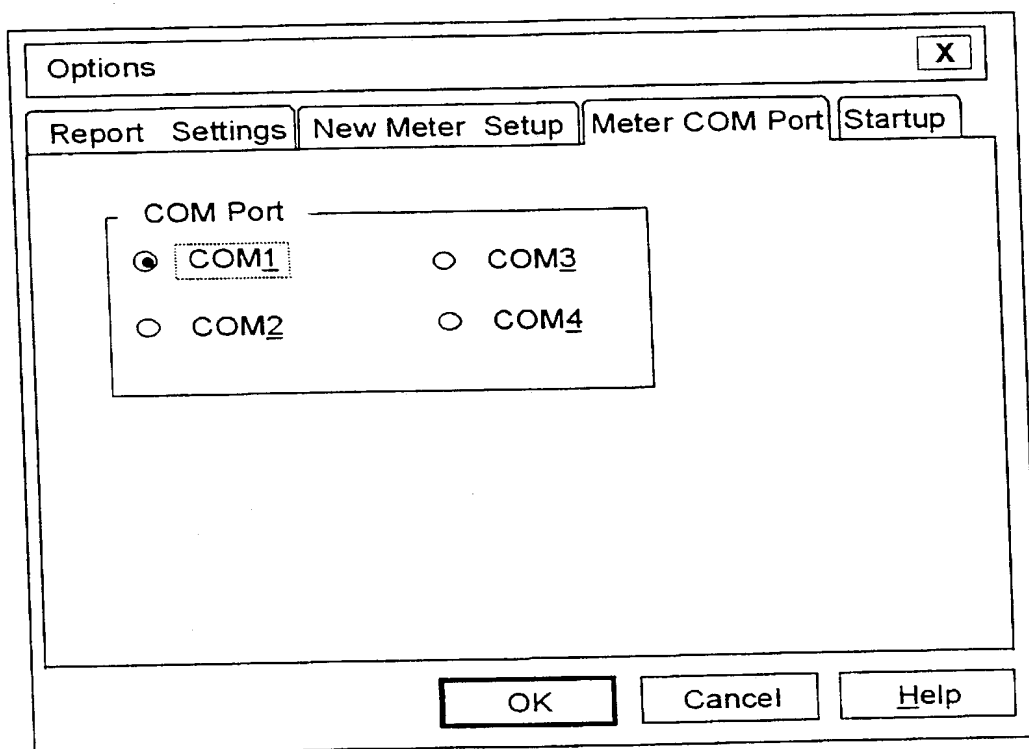 Options X
Report Settings New Meter Setup Meter COM Port Startup
COM Port
COM1 COM3
COM2 COM4
OK Cancel Help